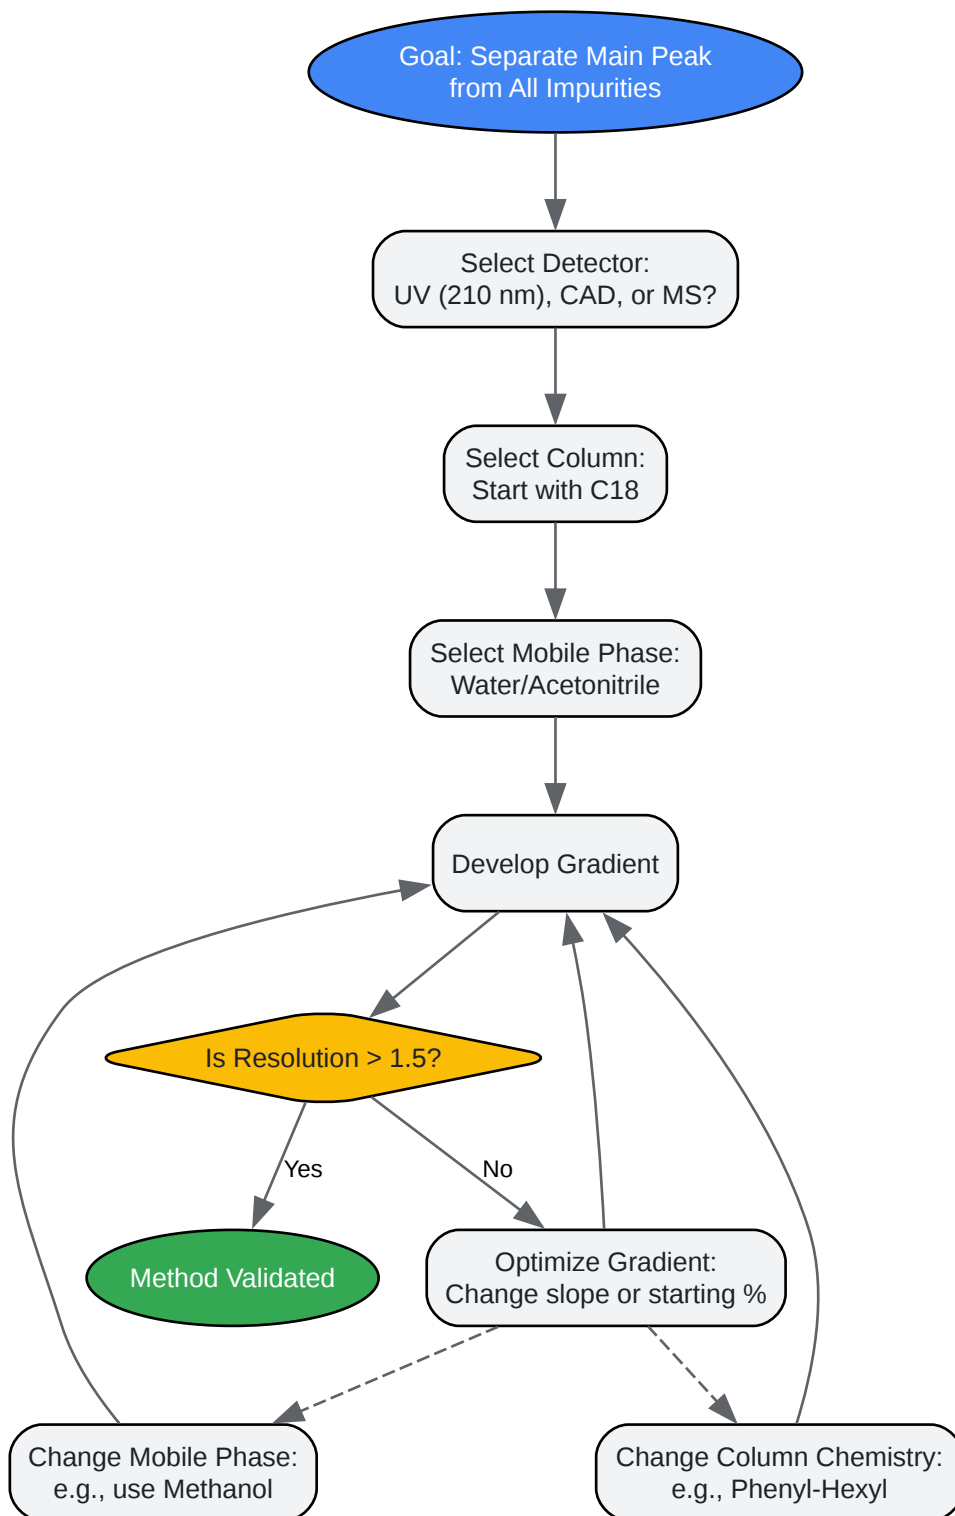 Goal: Separate Main Peak
from All Impurities
Select Detector:
UV (210 nm), CAD, or MS?
Select Column:
Start with C18
Select Mobile Phase:
Water/Acetonitrile
Develop Gradient
Is Resolution > 1.5?
Yes
No
Method Validated
Optimize Gradient:
Change slope or starting %
Change Mobile Phase:
e.g., use Methanol
Change Column Chemistry:
e.g., Phenyl-Hexyl